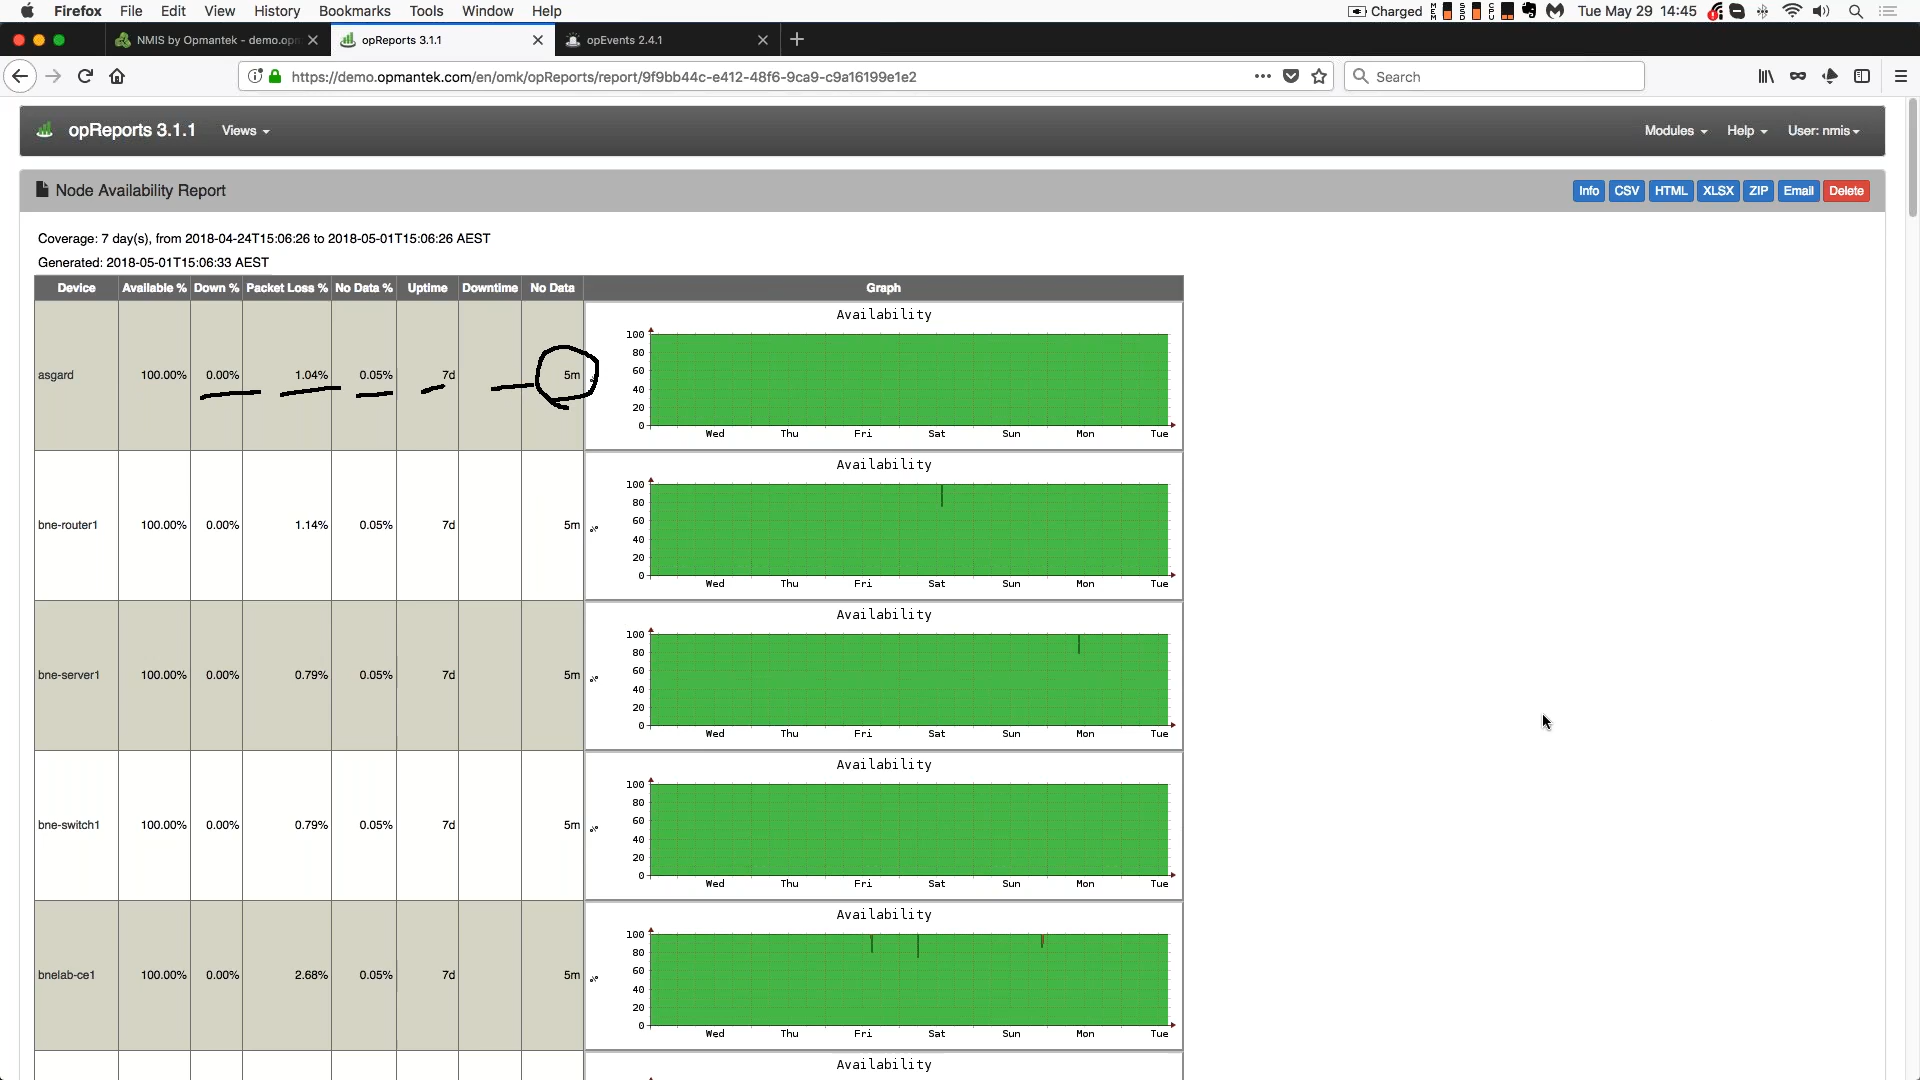 Firefox File Edit View History Bookmarks Tools Window Help Charged MEM SSD CPU Tue May 29 14:45
NMIS by Opmantek - demo.opm opReports 3.1.1 opEvents 2.4.1
https://demo.opmantek.com/en/omk/opReports/report/9f9bb44c-e412-48f6-9ca9-c9a16199e1e2 Search
opReports 3.1.1 Views Modules Help User: nmis
Node Availability Report Info CSV HTML XLSX ZIP Email Delete
Coverage: 7 day(s), from 2018-04-24T15:06:26 to 2018-05-01T15:06:26 AEST
Generated: 2018-05-01T15:06:33 AEST
Device Available % Down % Packet Loss % No Data % Uptime Downtime No Data Graph
asgard 100.00% 0.00% 1.04% 0.05% 7d 5m
Availability
100
80
60
40
20
0
Wed Thu Fri Sat Sun Mon Tue
bne-router1 100.00% 0.00% 1.14% 0.05% 7d 5m
%
Availability
100
80
60
40
20
0
Wed Thu Fri Sat Sun Mon Tue
bne-server1 100.00% 0.00% 0.79% 0.05% 7d 5m
%
Availability
100
80
60
40
20
0
Wed Thu Fri Sat Sun Mon Tue
bne-switch1 100.00% 0.00% 0.79% 0.05% 7d 5m
%
Availability
100
80
60
40
20
0
Wed Thu Fri Sat Sun Mon Tue
bnelab-ce1 100.00% 0.00% 2.68% 0.05% 7d 5m
%
Availability
100
80
60
40
20
0
Wed Thu Fri Sat Sun Mon Tue
Availability